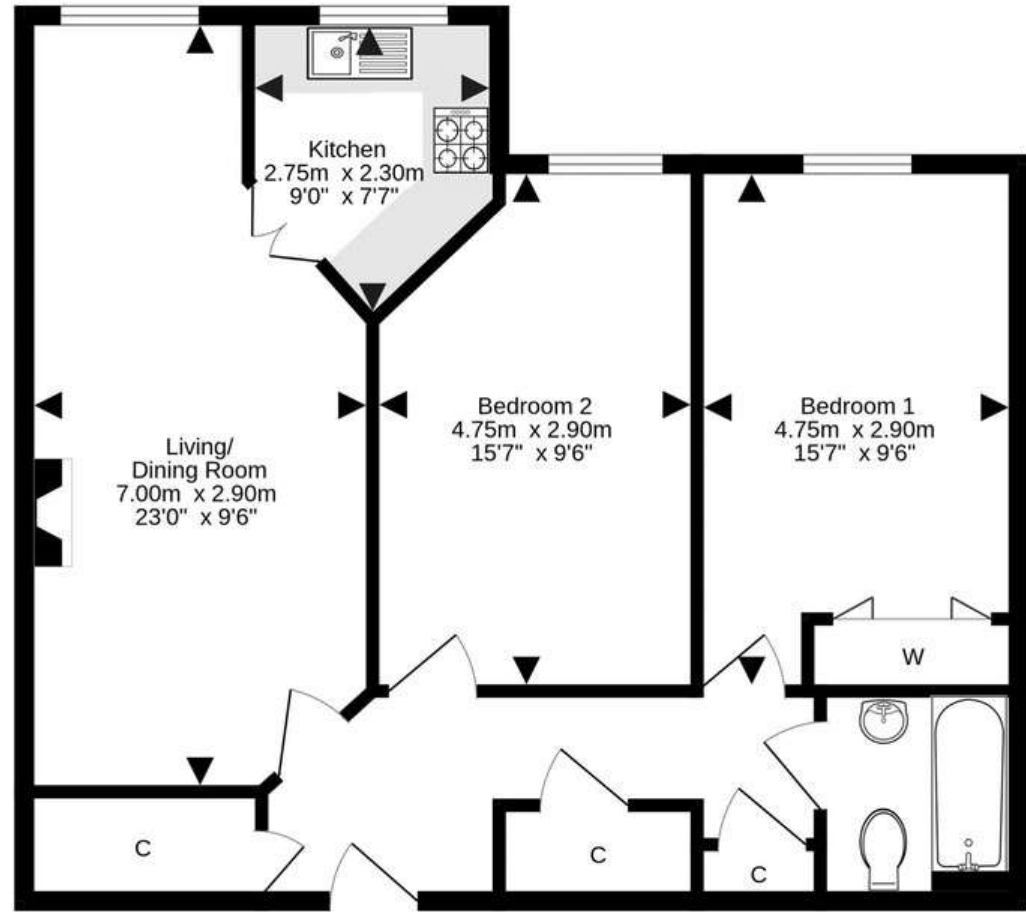 Kitchen
2.75m x 2.30m
9'0" x 7'7"
Living/
Dining Room
7.00m x 2.90m
23'0" x 9'6"
Bedroom 2
4.75m x 2.90m
15'7" x 9'6"
Bedroom 1
4.75m x 2.90m
15'7" x 9'6"
W
C
C
C